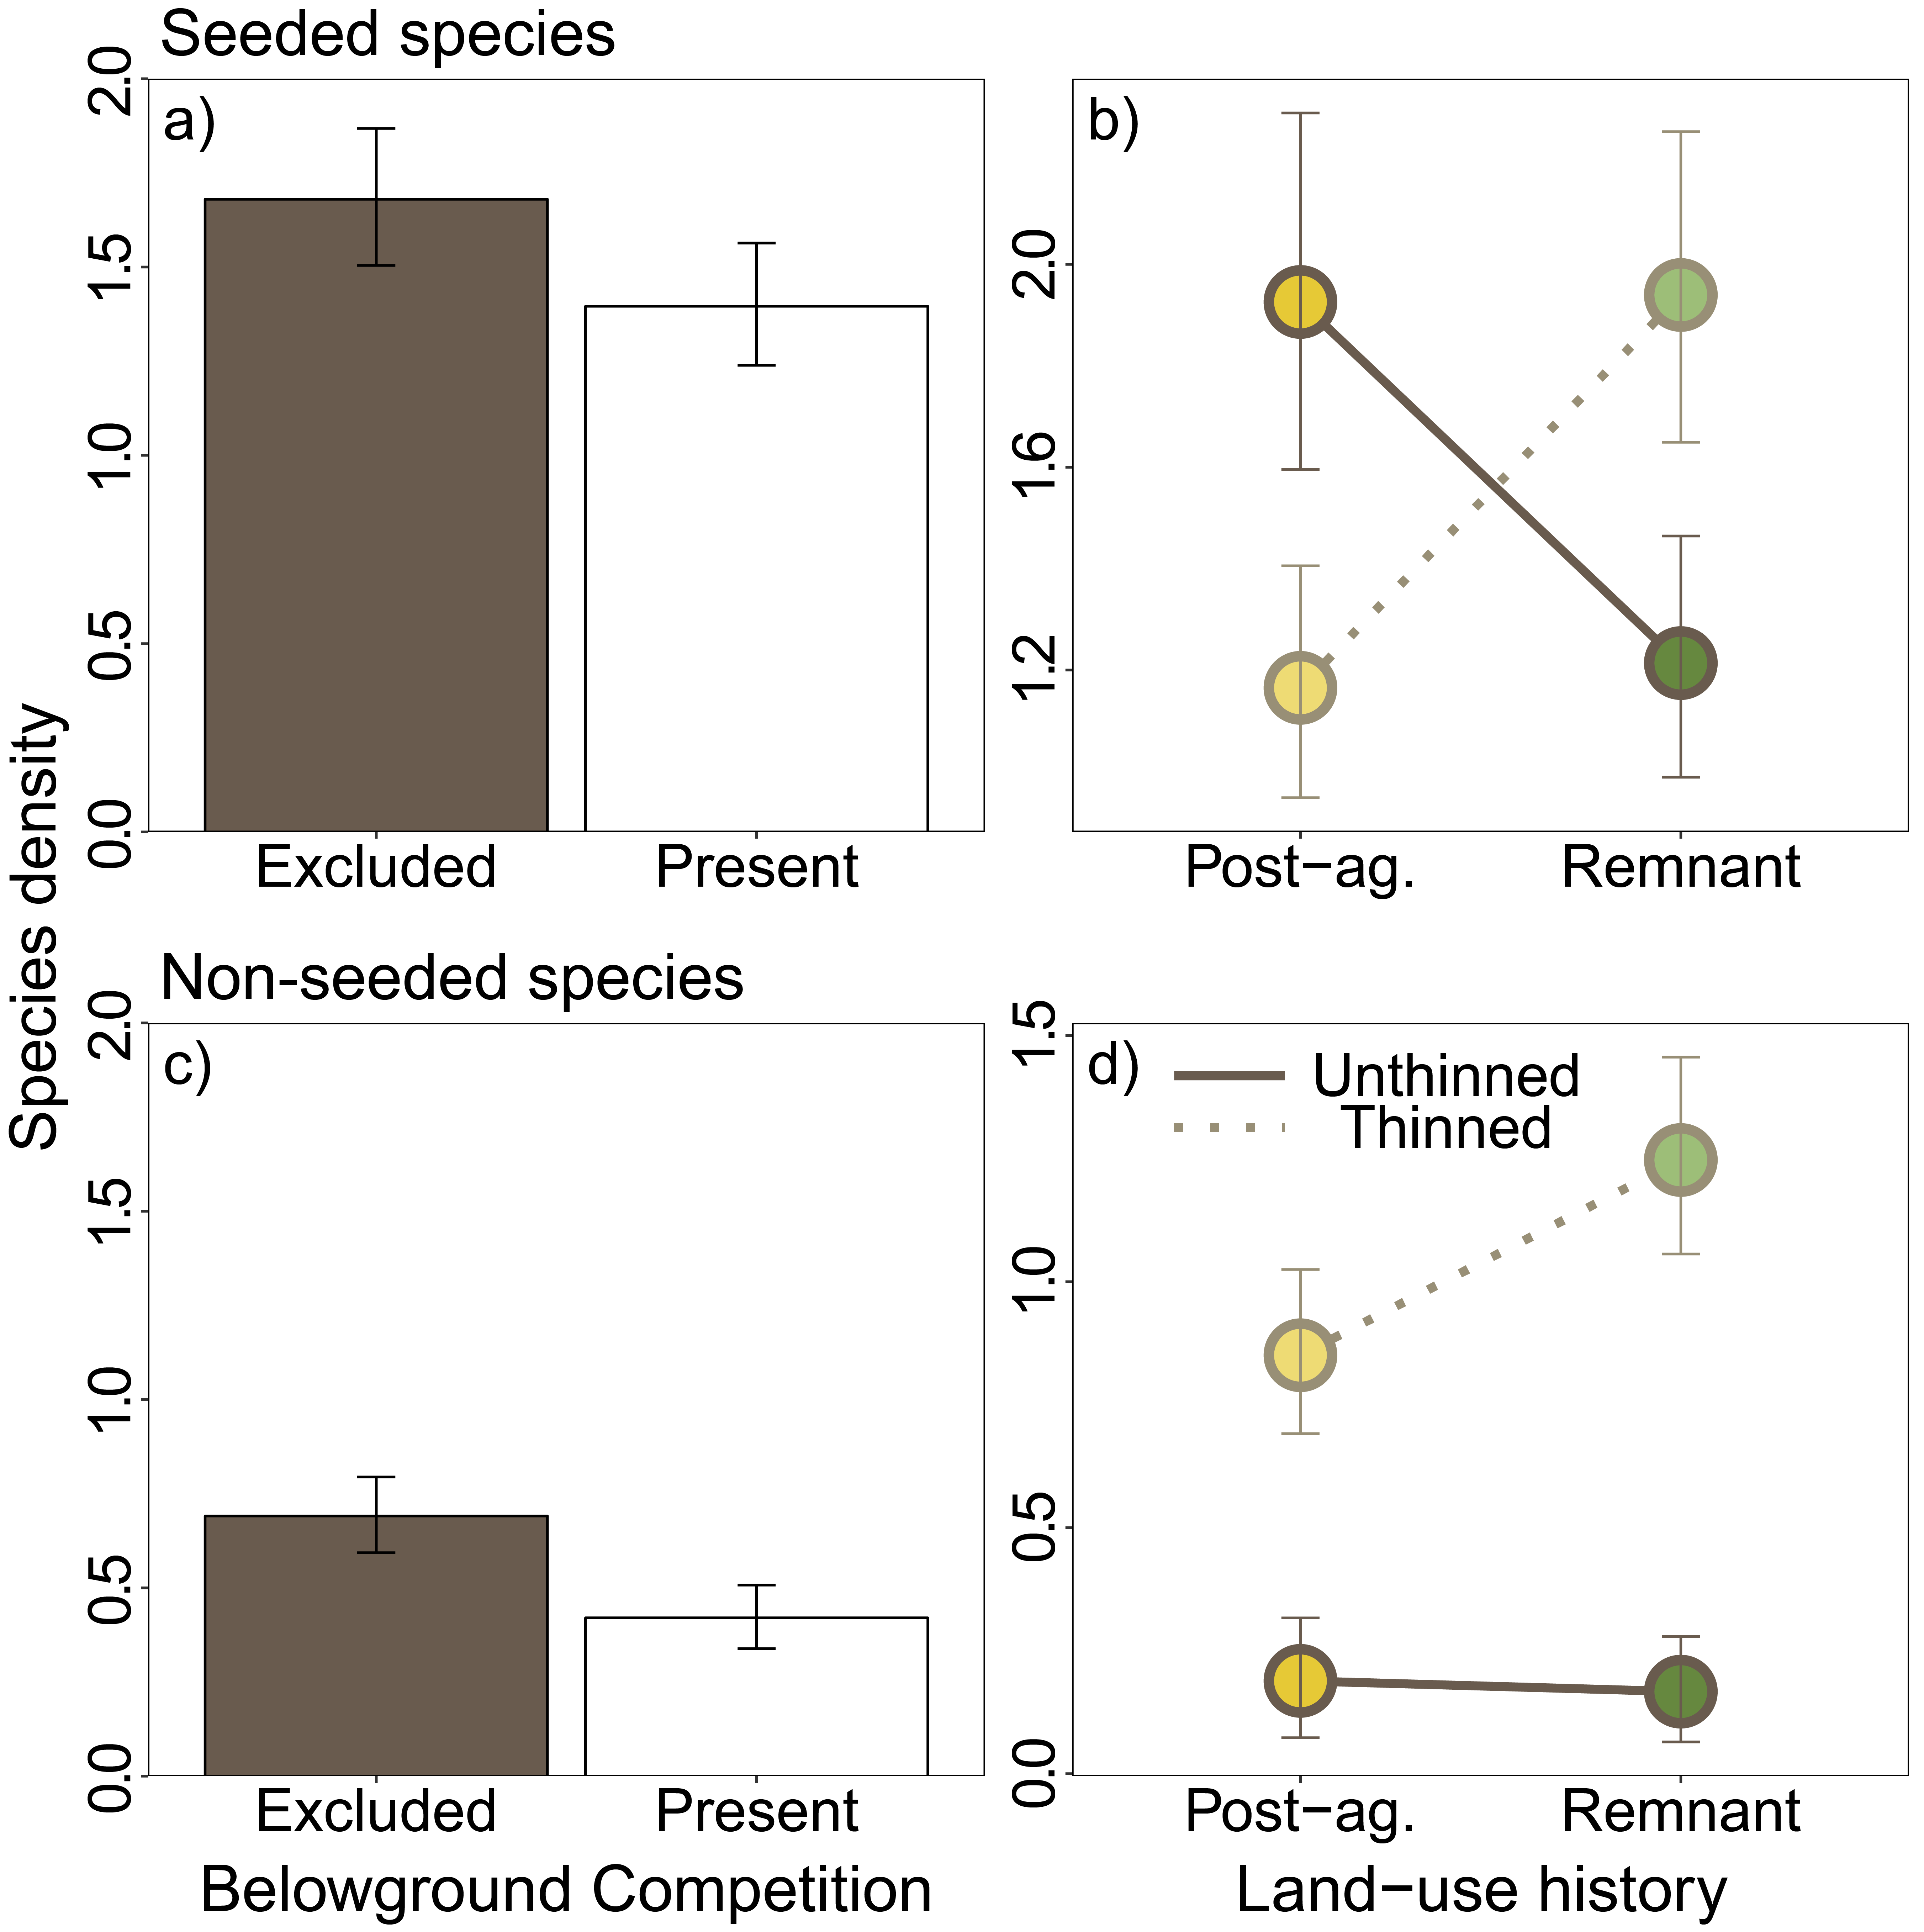 Seeded species
a)
2.0
1.5
1.0
0.5
0.0
Excluded Present
b)
2.0
1.6
1.2
Post−ag. Remnant
Species density
Non-seeded species
c)
2.0
1.5
1.0
0.5
0.0
Excluded Present
Belowground Competition
d)
Unthinned
Thinned
1.5
1.0
0.5
0.0
Post−ag. Remnant
Land−use history